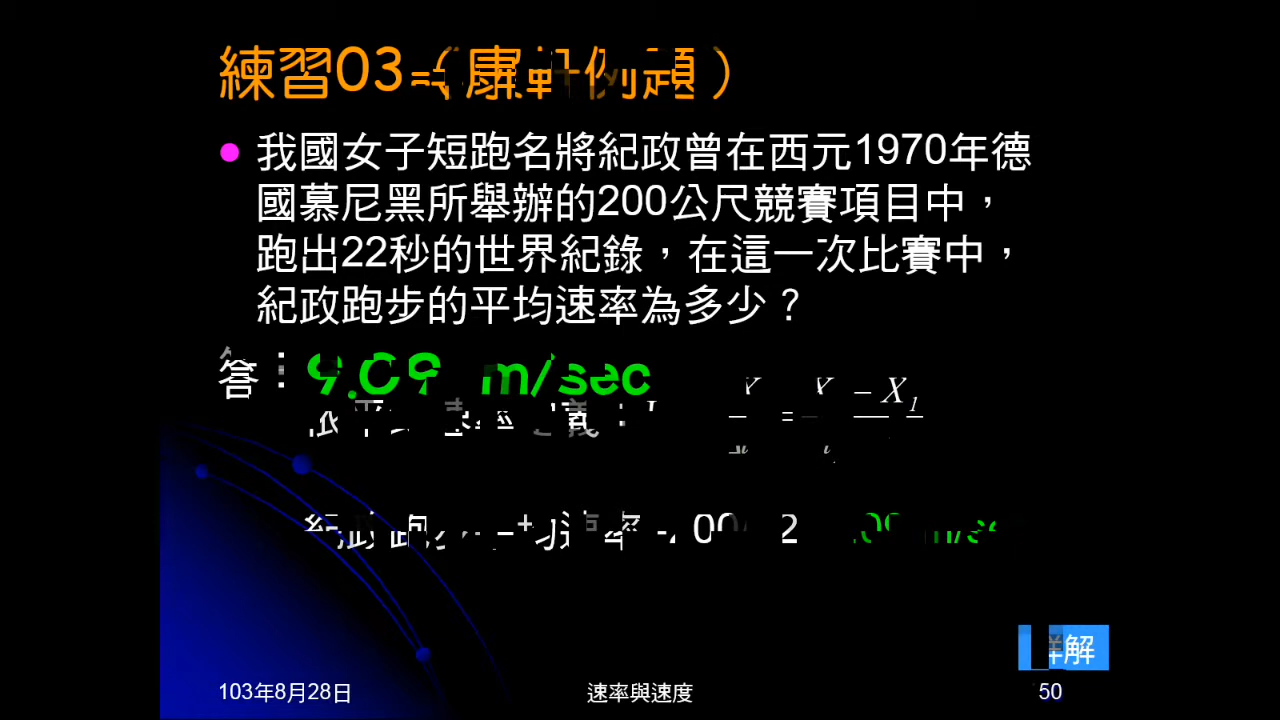 練習03 (康軒例題)
我國女子短跑名將紀政曾在西元1970年德
國慕尼黑所舉辦的200公尺競賽項目中，
跑出22秒的世界紀錄，在這一次比賽中，
紀政跑步的平均速率為多少？
答：9.09 m/sec
詳解
103年8月28日
速率與速度
50